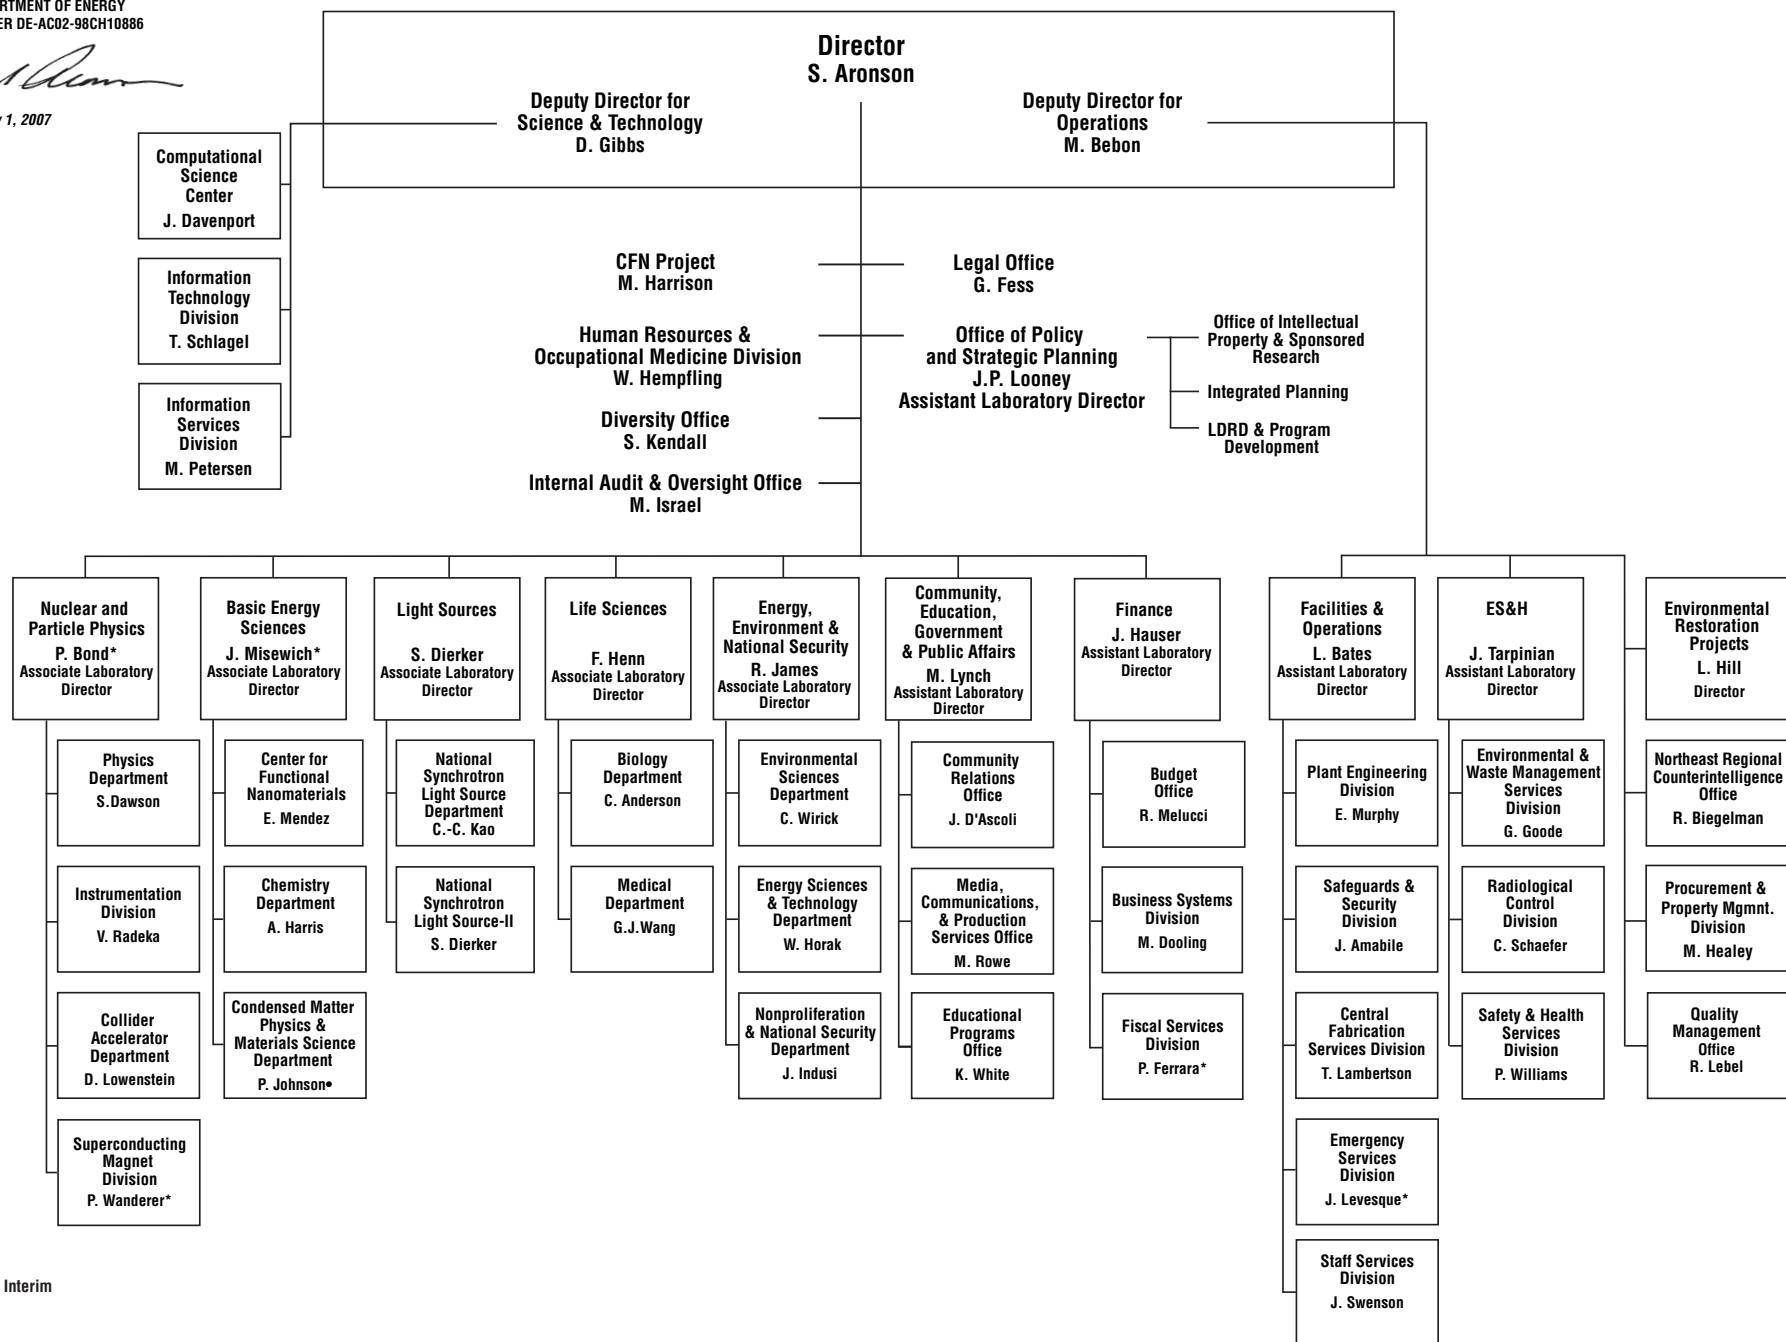 RTMENT OF ENERGY
ER DE-AC02-98CH10886
1, 2007
Director
S. Aronson
Deputy Director for
Science & Technology
D. Gibbs
Deputy Director for
Operations
M. Bebon
Computational
Science
Center
J. Davenport
Information
Technology
Division
T. Schlagel
Information
Services
Division
M. Petersen
CFN Project
M. Harrison
Legal Office
G. Fess
Human Resources &
Occupational Medicine Division
W. Hempfling
Office of Policy
and Strategic Planning
J.P. Looney
Assistant Laboratory Director
Office of Intellectual
Property & Sponsored
Research
Integrated Planning
LDRD & Program
Development
Diversity Office
S. Kendall
Internal Audit & Oversight Office
M. Israel
Nuclear and
Particle Physics
P. Bond*
Associate Laboratory
Director
Physics
Department
S.Dawson
Instrumentation
Division
V. Radeka
Collider
Accelerator
Department
D. Lowenstein
Superconducting
Magnet
Division
P. Wanderer*
Basic Energy
Sciences
J. Misewich*
Associate Laboratory
Director
Center for
Functional
Nanomaterials
E. Mendez
Chemistry
Department
A. Harris
Condensed Matter
Physics &
Materials Science
Department
P. Johnson•
Light Sources
S. Dierker
Associate Laboratory
Director
National
Synchrotron
Light Source
Department
C.-C. Kao
National
Synchrotron
Light Source-II
S. Dierker
Life Sciences
F. Henn
Associate Laboratory
Director
Biology
Department
C. Anderson
Medical
Department
G.J.Wang
Energy,
Environment &
National Security
R. James
Associate Laboratory
Director
Environmental
Sciences
Department
C. Wirick
Energy Sciences
& Technology
Department
W. Horak
Nonproliferation
& National Security
Department
J. Indusi
Community,
Education,
Government
& Public Affairs
M. Lynch
Assistant Laboratory
Director
Community
Relations
Office
J. D'Ascoli
Media,
Communications,
& Production
Services Office
M. Rowe
Educational
Programs
Office
K. White
Finance
J. Hauser
Assistant Laboratory
Director
Budget
Office
R. Melucci
Business Systems
Division
M. Dooling
Fiscal Services
Division
P. Ferrara*
Facilities &
Operations
L. Bates
Assistant Laboratory
Director
Plant Engineering
Division
E. Murphy
Safeguards &
Security
Division
J. Amabile
Central
Fabrication
Services Division
T. Lambertson
Emergency
Services
Division
J. Levesque*
Staff Services
Division
J. Swenson
ES&H
J. Tarpinian
Assistant Laboratory
Director
Environmental &
Waste Management
Services
Division
G. Goode
Radiological
Control
Division
C. Schaefer
Safety & Health
Services
Division
P. Williams
Environmental
Restoration
Projects
L. Hill
Director
Northeast Regional
Counterintelligence
Office
R. Biegelman
Procurement &
Property Mgmnt.
Division
M. Healey
Quality
Management
Office
R. Lebel
Interim